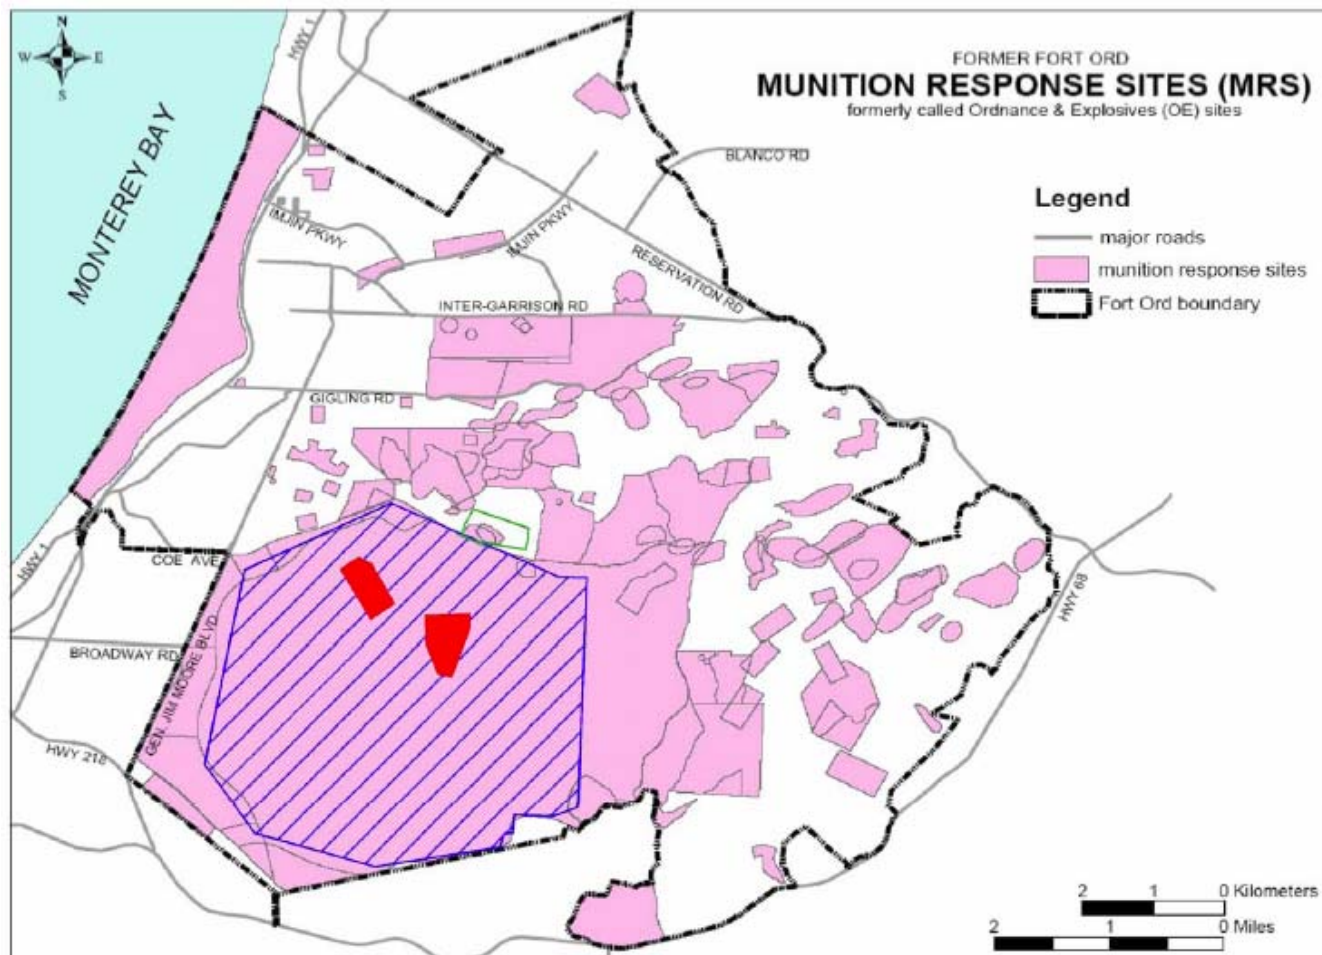 N
W E
S
HWY 1
FORMER FORT ORD
MUNITION RESPONSE SITES (MRS)
formerly called Ordnance & Explosives (OE) sites
MONTEREY BAY
BLANCO RD
Legend
major roads
munition response sites
Fort Ord boundary
IMJIN PKWY
IMJIN PKWY
RESERVATION RD
INTER-GARRISON RD
GIGLING RD
HWY 1
COE AVE
HWY 68
BROADWAY RD
GEN. JIM MOORE BLVD
HWY 218
2 1 0 Kilometers
2 1 0 Miles